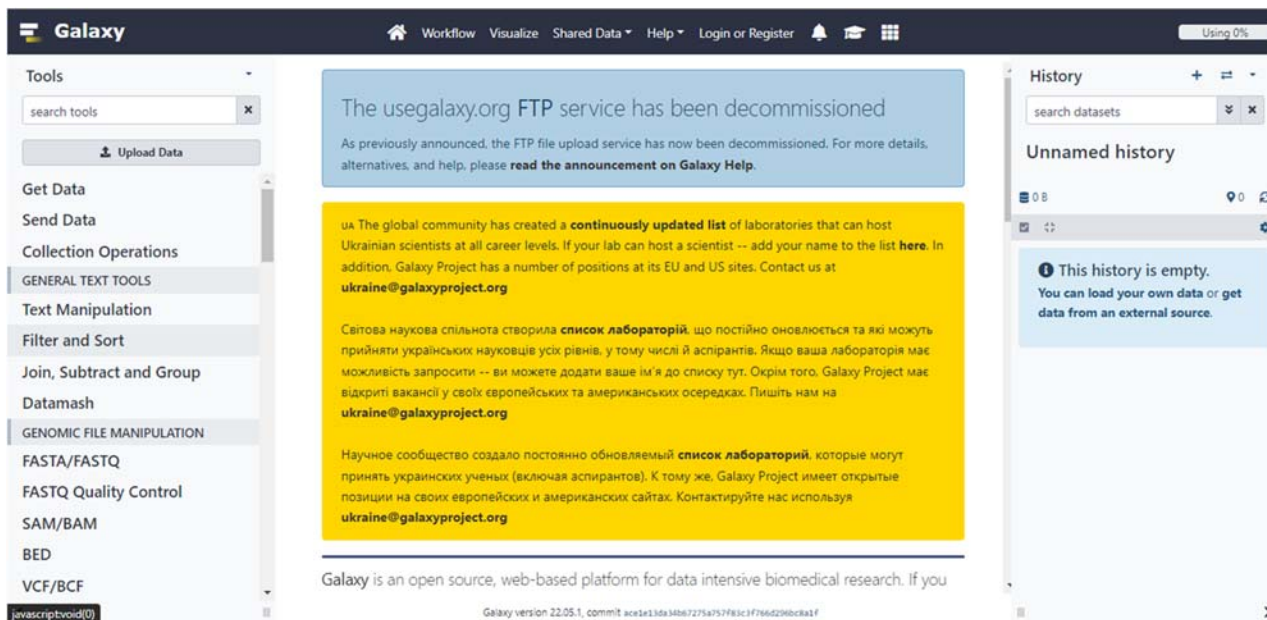 Galaxy
Workflow Visualize Shared Data Help Login or Register
Using 0%
Tools
search tools
Upload Data
Get Data
Send Data
Collection Operations
GENERAL TEXT TOOLS
Text Manipulation
Filter and Sort
Join, Subtract and Group
Datamash
GENOMIC FILE MANIPULATION
FASTA/FASTQ
FASTQ Quality Control
SAM/BAM
BED
VCF/BCF
javascript:void(0)
The usegalaxy.org FTP service has been decommissioned
As previously announced, the FTP file upload service has now been decommissioned. For more details,
alternatives, and help, please read the announcement on Galaxy Help.
UA The global community has created a continuously updated list of laboratories that can host
Ukrainian scientists at all career levels. If your lab can host a scientist -- add your name to the list here. In
addition, Galaxy Project has a number of positions at its EU and US sites. Contact us at
ukraine@galaxyproject.org
Світова наукова спільнота створила список лабораторій, що постійно оновлюється та які можуть
прийняти українських науковців усіх рівнів, у тому числі й аспірантів. Якщо ваша лабораторія має
можливість запросити -- ви можете додати ваше ім'я до списку тут. Окрім того, Galaxy Project має
відкриті вакансії у своїх європейських та американських осередках. Пишіть нам на
ukraine@galaxyproject.org
Научное сообщество создало постоянно обновляемый список лабораторий, которые могут
принять украинских ученых (включая аспирантов). К тому же, Galaxy Project имеет открытые
позиции на своих европейских и американских сайтах. Контактируйте нас используя
ukraine@galaxyproject.org
Galaxy is an open source, web-based platform for data intensive biomedical research. If you
Galaxy version 22.05.1, commit
History
search datasets
Unnamed history
0 B
0
This history is empty.
You can load your own data or get
data from an external source.